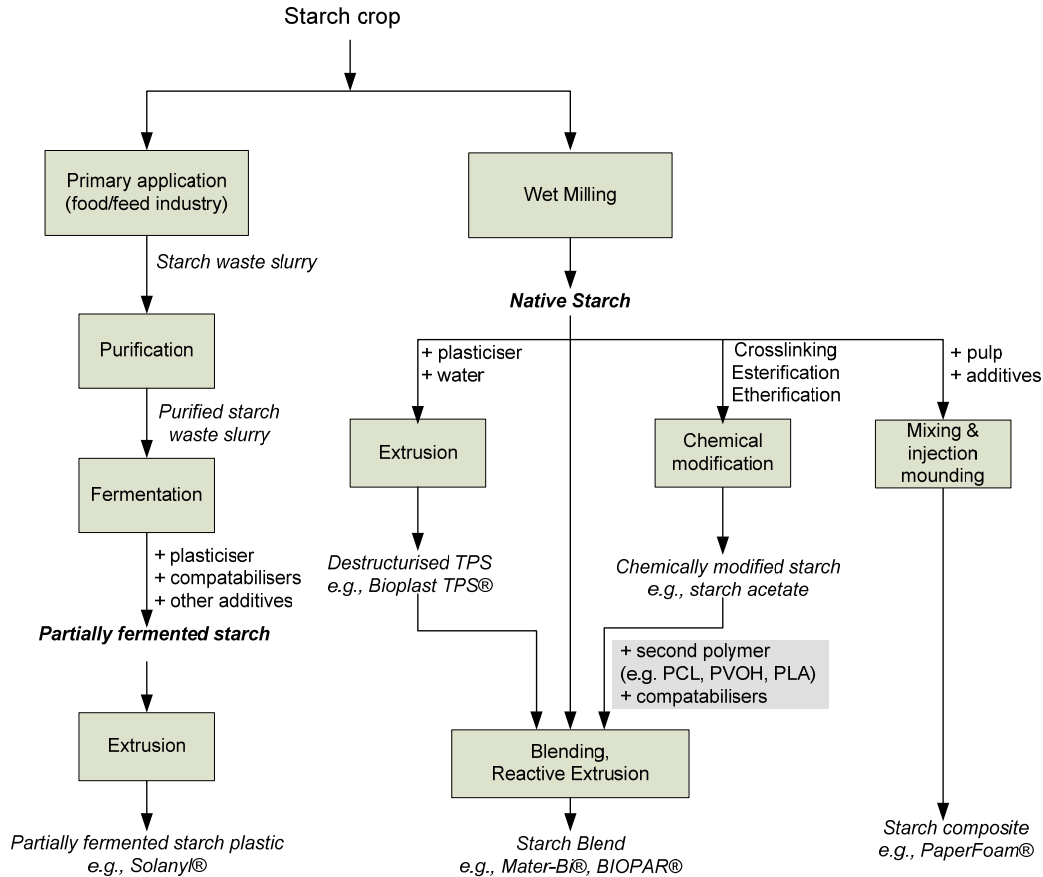 Starch crop
Primary application
(food/feed industry)
Wet Milling
Starch waste slurry
Native Starch
Purification
+ plasticiser
+ water
Crosslinking
Esterification
Etherification
+ pulp
+ additives
Purified starch
waste slurry
Extrusion
Chemical
modification
Mixing &
injection
mounding
Fermentation
+ plasticiser
+ compatabilisers
+ other additives
Destructurised TPS
e.g., Bioplast TPS®
Chemically modified starch
e.g., starch acetate
Partially fermented starch
+ second polymer
(e.g. PCL, PVOH, PLA)
+ compatabilisers
Extrusion
Blending,
Reactive Extrusion
Partially fermented starch plastic
e.g., Solanyl®
Starch Blend
e.g., Mater-Bi®, BIOPAR®
Starch composite
e.g., PaperFoam®